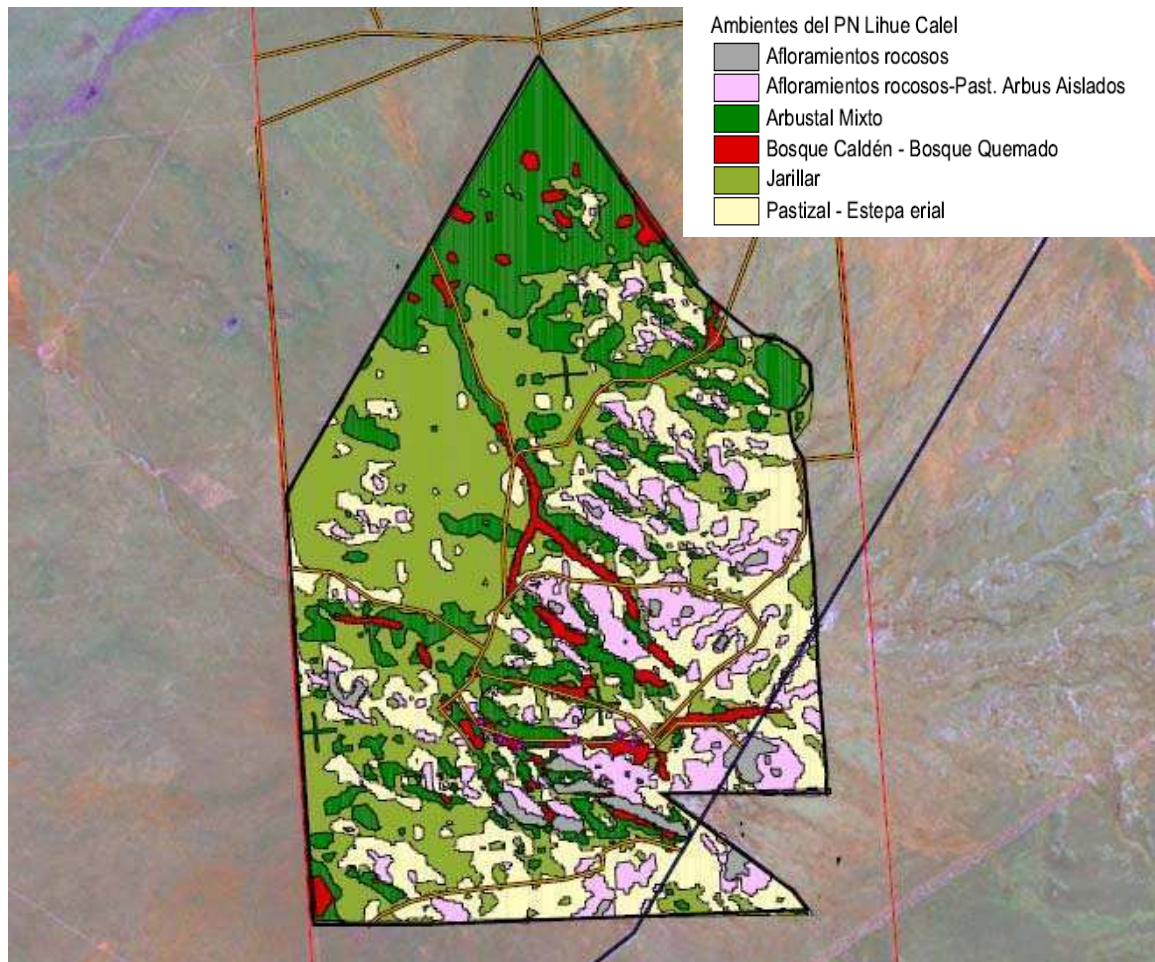 Ambientes del PN Lihue Calel
Afloramientos rocosos
Afloramientos rocosos-Past. Arbus Aislados
Arbustal Mixto
Bosque Caldén - Bosque Quemado
Jarillar
Pastizal - Estepa erial